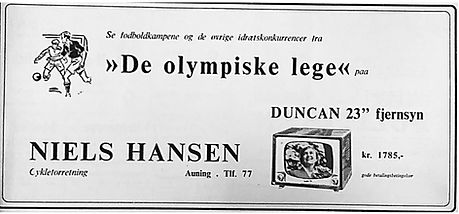 Se fodboldkampene og de øvrige idrætskonkurrencer fra
»De olympiske lege« paa
DUNCAN 23" fjernsyn
kr. 1785,-
gode betalingsbetingelser
NIELS HANSEN
Cykleforretning Auning . Tlf. 77